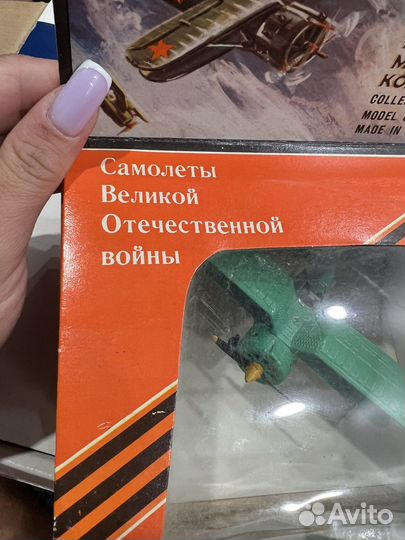 COLLE
MODEL
MADE IN
Самолеты
Великой
Отечественной
войны
Avito